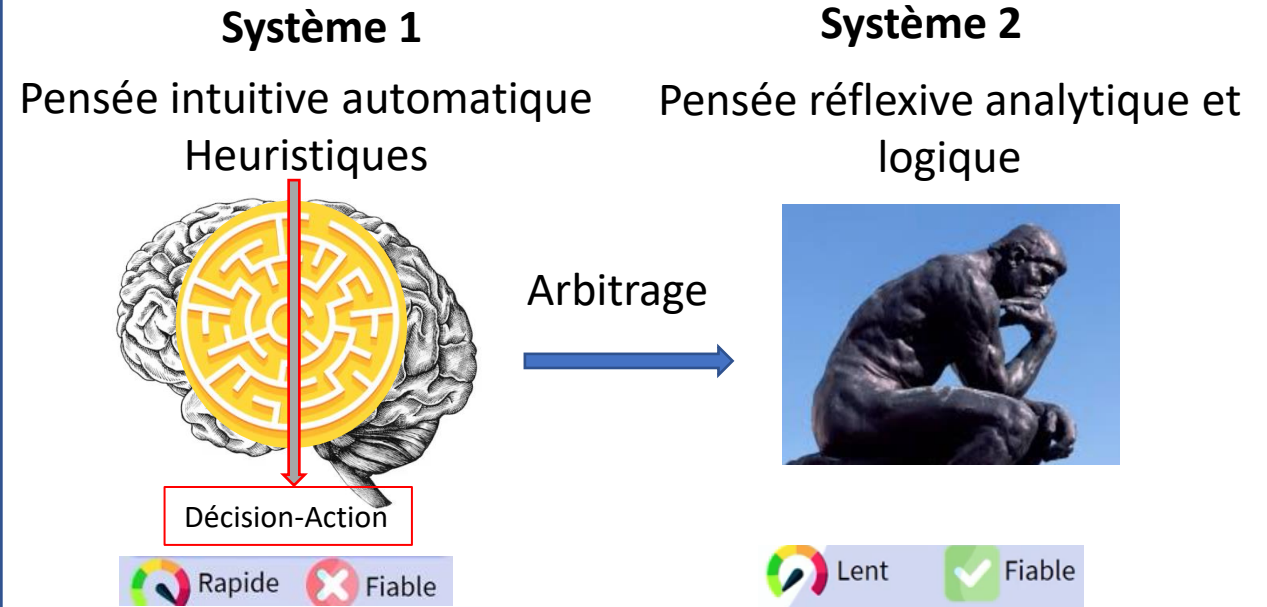 Système 1
Pensée intuitive automatique
Heuristiques
Décision-Action
Rapide
Fiable
Arbitrage
Système 2
Pensée réflexive analytique et
logique
Lent
Fiable